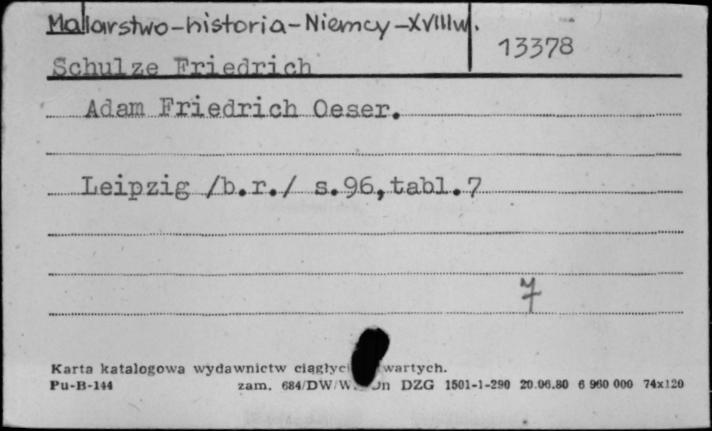 Malarstwo-historia-Niemcy-XVIIIw.
13378
Schulze Friedrich
Adam Friedrich Oeser.
Leipzig /b.r./ s.96,tabl.7
7
Karta katalogowa wydawnictw wartych.
Pu-B-144 zam. 684/DW/W DZG 1501-1-290 20.06.80 6 960 000 74x120